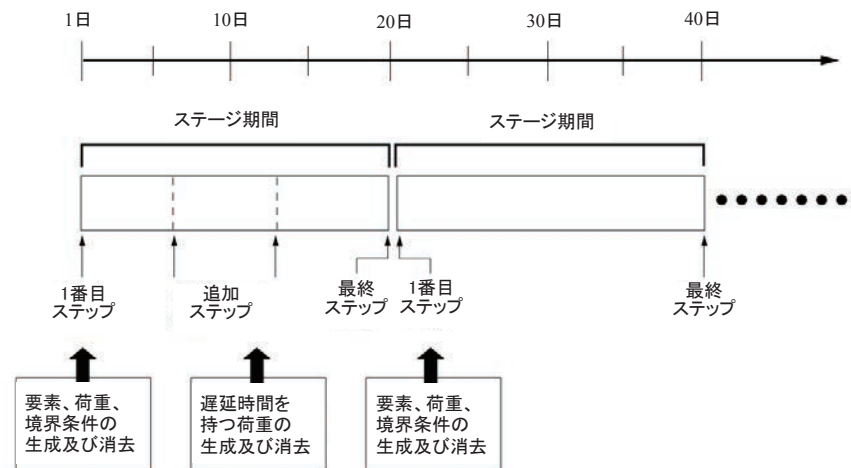 1日 10日 20日 30日 40日
ステージ期間 ステージ期間
1番目
ステップ
追加
ステップ
最終
ステップ
1番目
ステップ
最終
ステップ
要素、荷重、
境界条件の
生成及び消去
遅延時間を
持つ荷重の
生成及び消去
要素、荷重、
境界条件の
生成及び消去